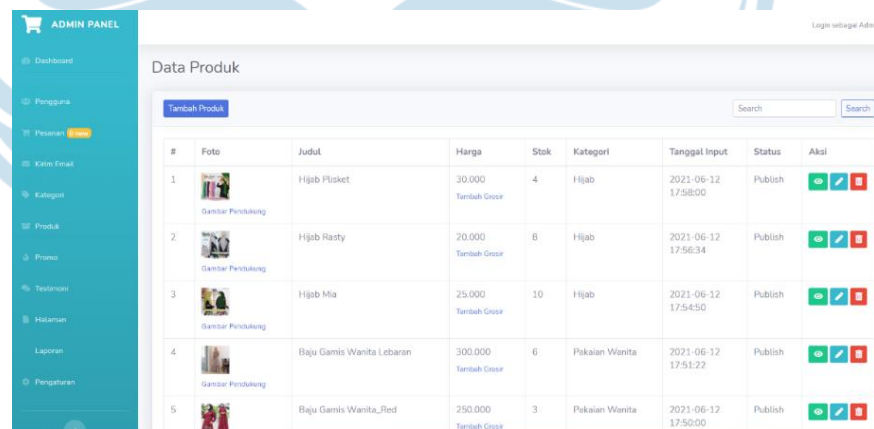 ADMIN PANEL
Login sebagai Adm
Dashboard
Data Produk
Pengguna
Tambah Produk
Search
Search
Pesanan
Kirim Email
Kategori
Produk
Promo
Testimoni
Halaman
Laporan
Pengaturan
# Foto Judul Harga Stok Kategori Tanggal Input Status Aksi
1 Hijab Plisket 30.000 4 Hijab 2021-06-12 Publish
17:58:00
Tambah Grosir
Gambar Pendukung
2 Hijab Rasty 20.000 8 Hijab 2021-06-12 Publish
17:56:34
Tambah Grosir
Gambar Pendukung
3 Hijab Mia 25.000 10 Hijab 2021-06-12 Publish
17:54:50
Tambah Grosir
Gambar Pendukung
4 Baju Gamis Wanita Lebaran 300.000 6 Pakaian Wanita 2021-06-12 Publish
17:51:22
Tambah Grosir
Gambar Pendukung
5 Baju Gamis Wanita_Red 250.000 3 Pakaian Wanita 2021-06-12 Publish
17:50:00
Tambah Grosir